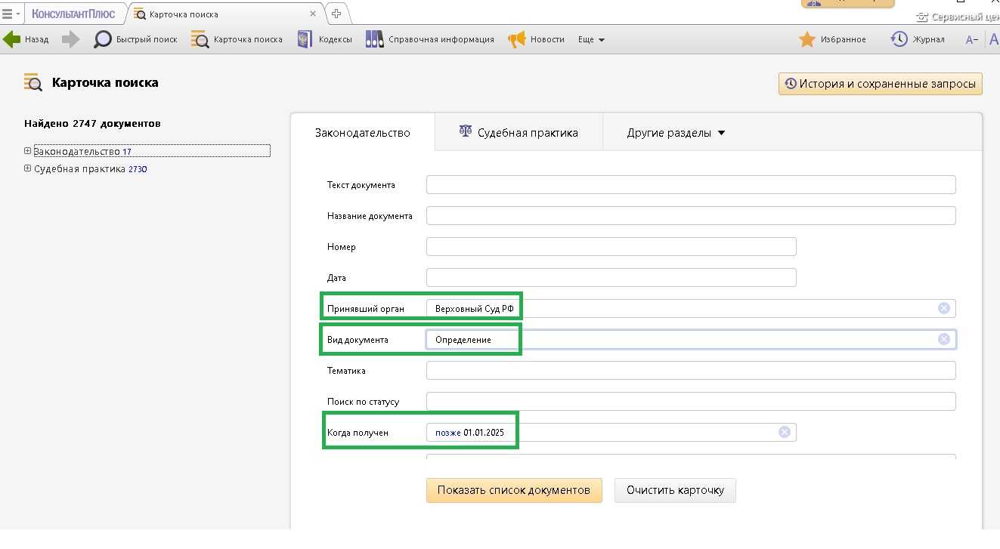 КОНСУЛЬТАНТПЛЮС
Карточка поиска
Сервисный цен
Назад
Быстрый поиск
Карточка поиска
Кодексы
Справочная информация
Новости
Еще
Избранное
Журнал
А−
А
Карточка поиска
История и сохраненные запросы
Найдено 2747 документов
Законодательство 17
Судебная практика 2730
Законодательство
Судебная практика
Другие разделы
Текст документа
Название документа
Номер
Дата
Принявший орган Верховный Суд РФ
Вид документа Определение
Тематика
Поиск по статусу
Когда получен позже 01.01.2025
Показать список документов
Очистить карточку